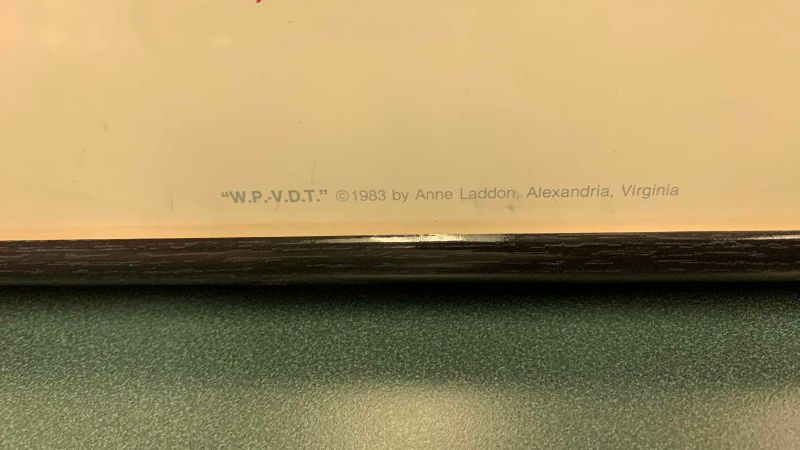 “W.P.-V.D.T.” ©1983 by Anne Laddon, Alexandria, Virginia